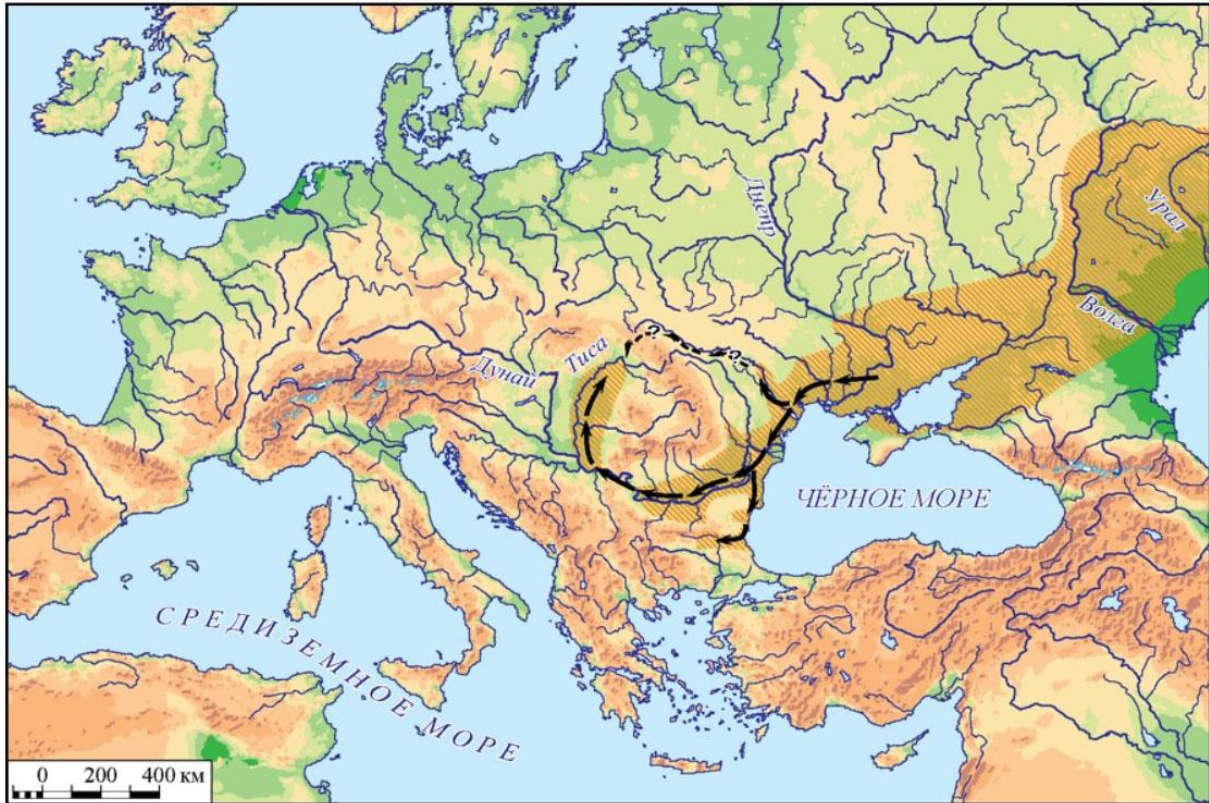 Днепр
Урал
Волга
Тиса
Дунай
?
?
ЧЁРНОЕ МОРЕ
СРЕДИЗЕМНОЕ МОРЕ
0 200 400 км